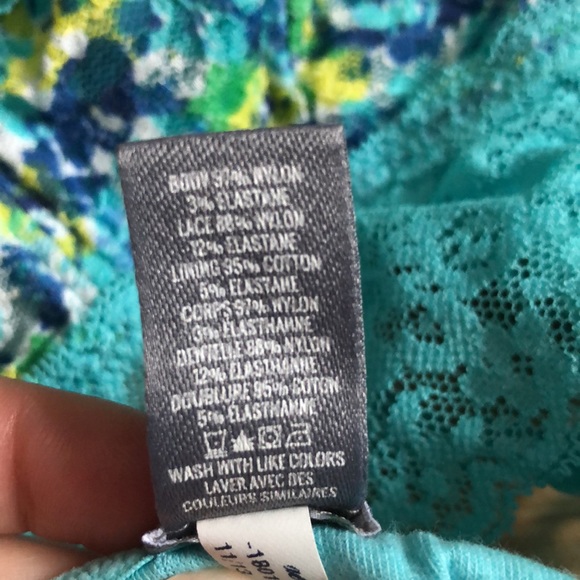 BODY 97% NYLON
3% ELASTANE
LACE 88% NYLON
12% ELASTANE
LINING 95% COTTON
5% ELASTANE
CORPS 97% NYLON
3% ELASTHANNE
DENTELLE 88% NYLON
12% ELASTHANNE
DOUBLURE 95% COTON
5% ELASTHANNE
WASH WITH LIKE COLORS
LAVER AVEC DES
COULEURS SIMILAIRES
11/13